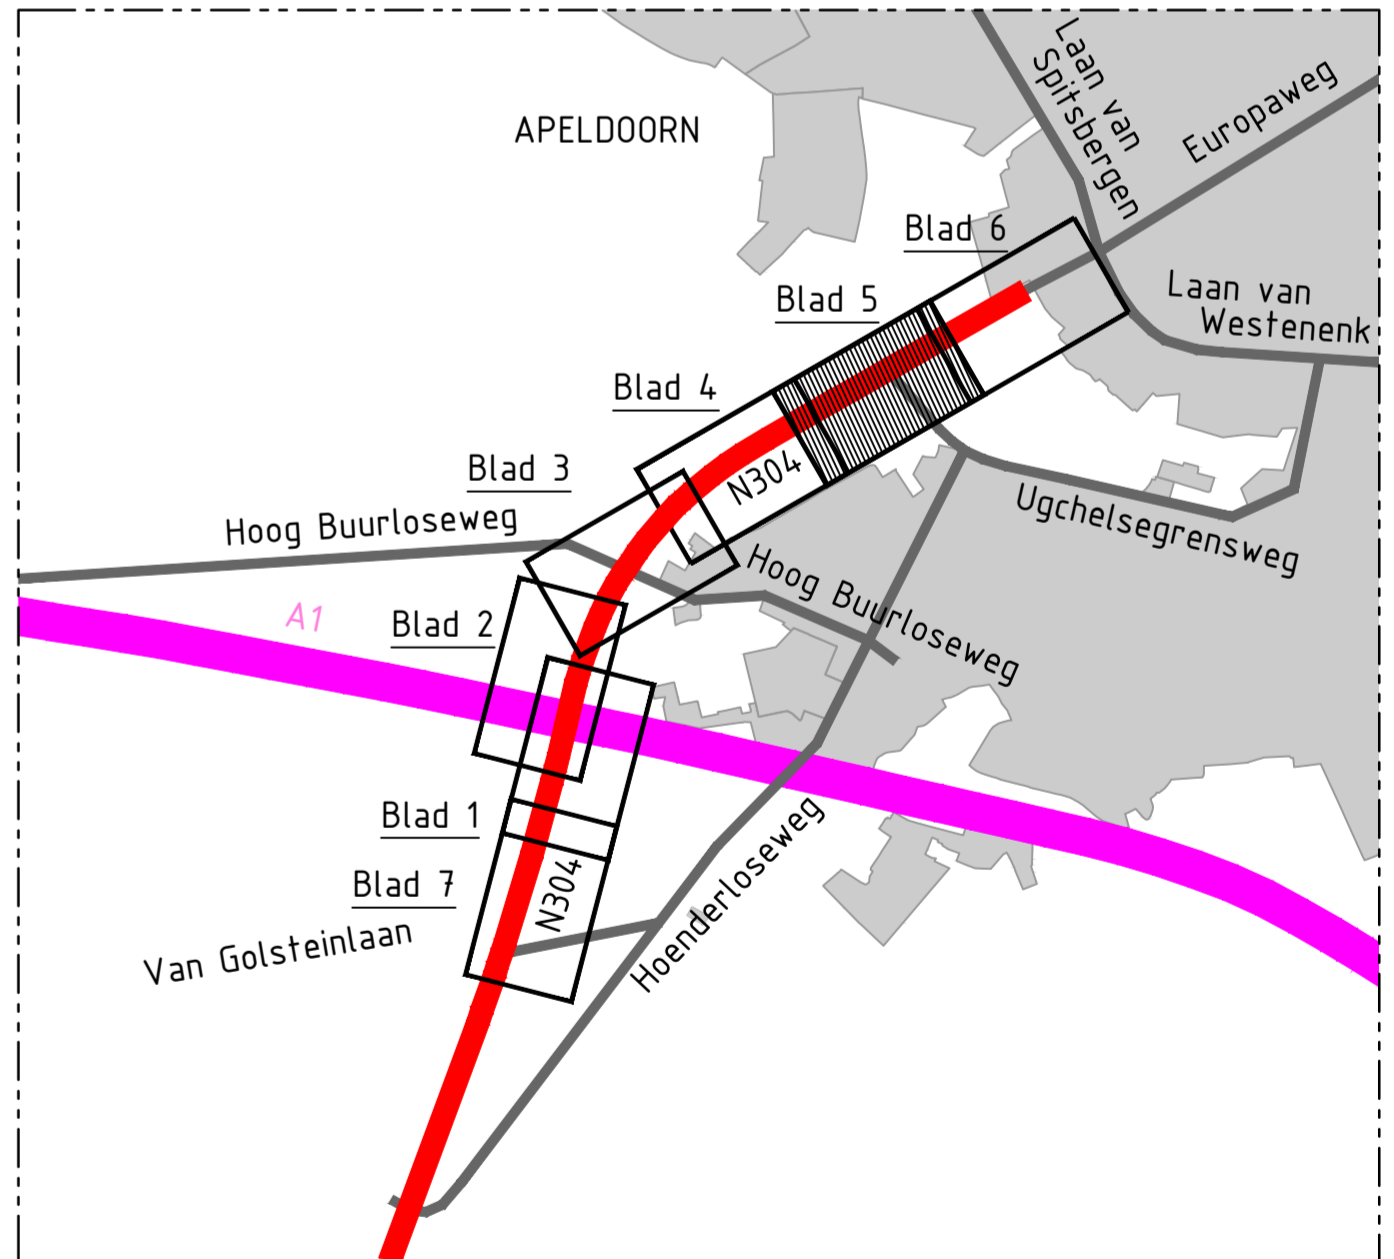 Laan van
Spitsbergen
Europaweg
APELDOORN
Blad 6
Blad 5
Laan van
Westenenk
Blad 4
Blad 3
N304
Hoog Buurloseweg
Ugchelsegrensweg
Hoog Buurloseweg
A1
Blad 2
Blad 1
Blad 7
N304
Hoenderloseweg
Van Golsteinlaan